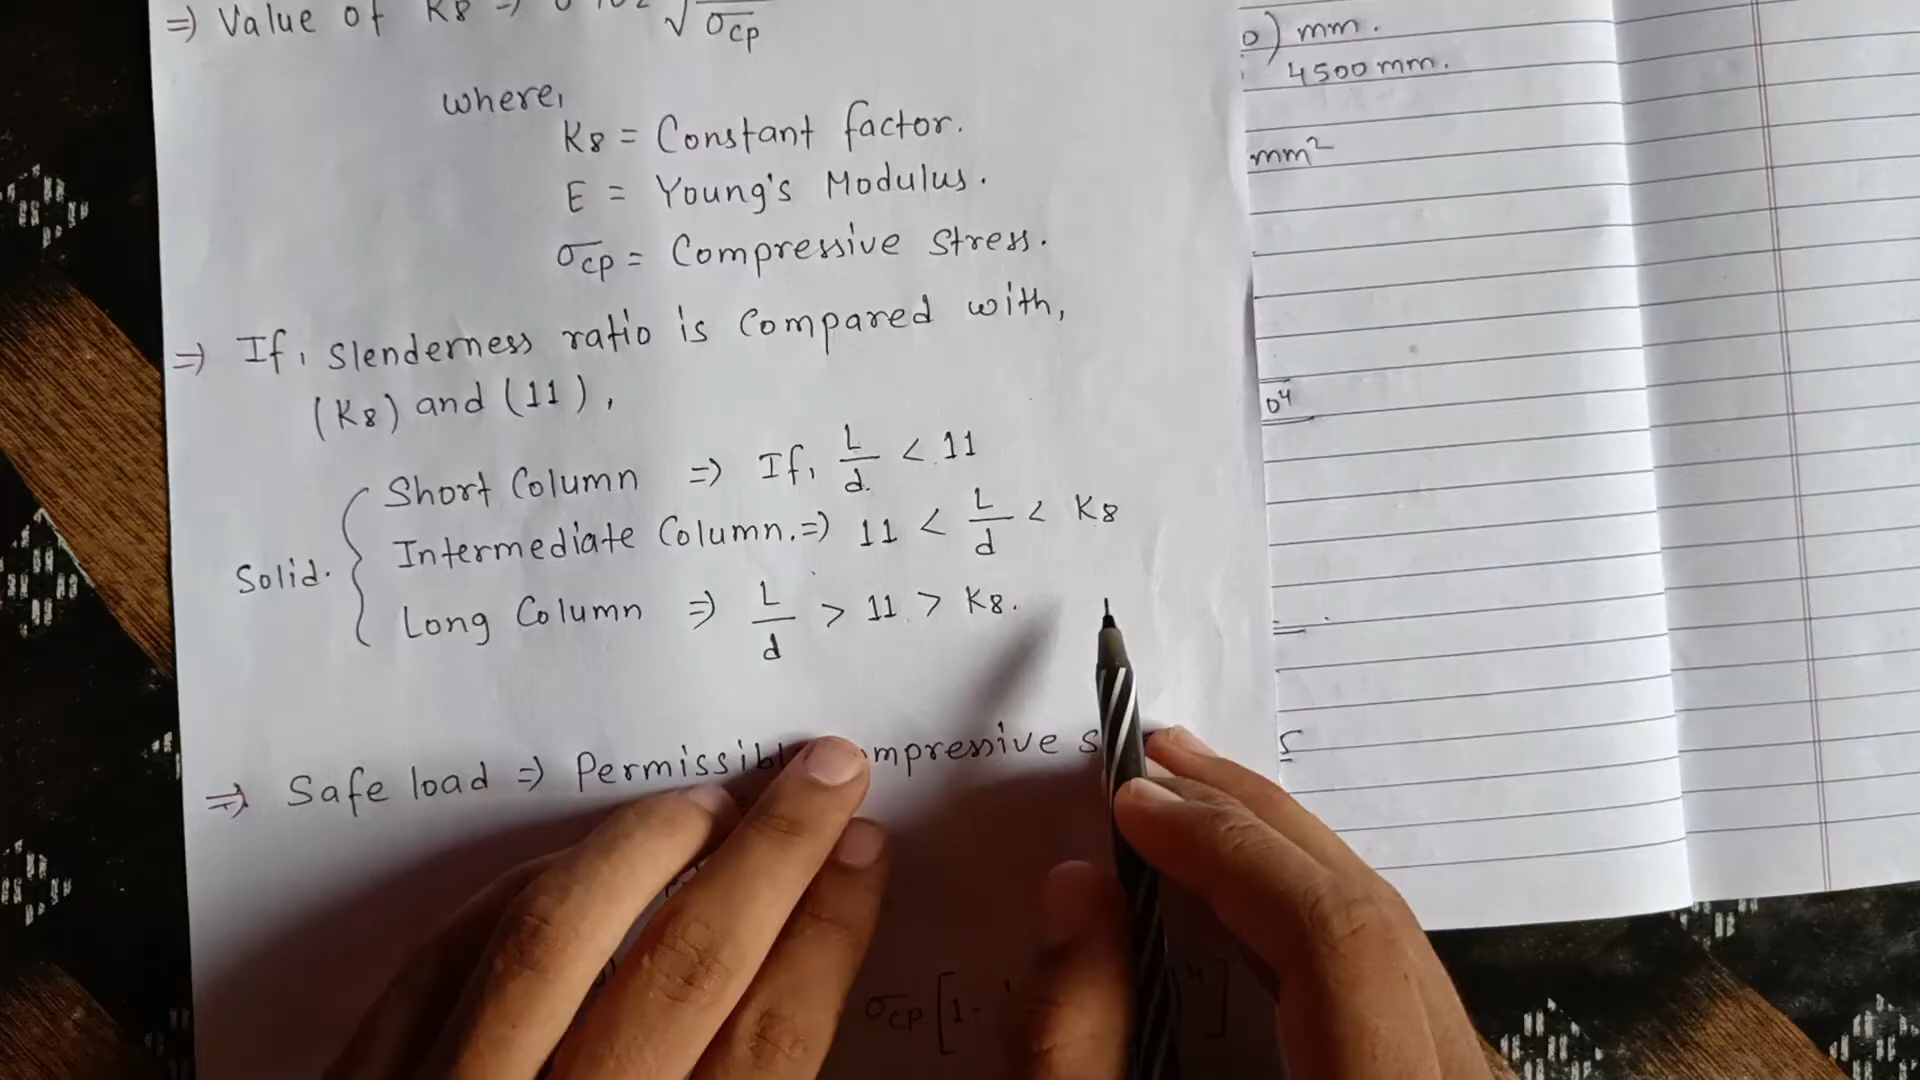 => Value of K8 => √ σcp
where,
K8 = Constant factor.
E = Young's Modulus.
σcp = Compressive Stress.
=> If, Slenderness ratio is Compared with,
(K8) and (11),
Short Column => If, L/d < 11
Intermediate Column. => 11 < L/d < K8
Solid.
Long Column => L/d > 11 > K8.
=> Safe load =>
σcp [1-
o) mm.
4500 mm.
mm²
04